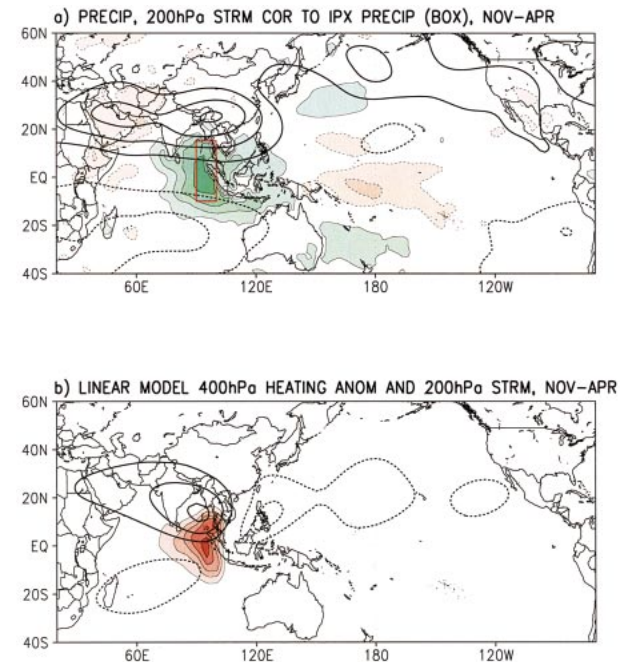 a) PRECIP, 200hPa STRM COR TO IPX PRECIP (BOX), NOV-APR
60N
40N
20N
EQ
20S
40S
60E 120E 180 120W
b) LINEAR MODEL 400hPa HEATING ANOM AND 200hPa STRM, NOV-APR
60N
40N
20N
EQ
20S
40S
60E 120E 180 120W